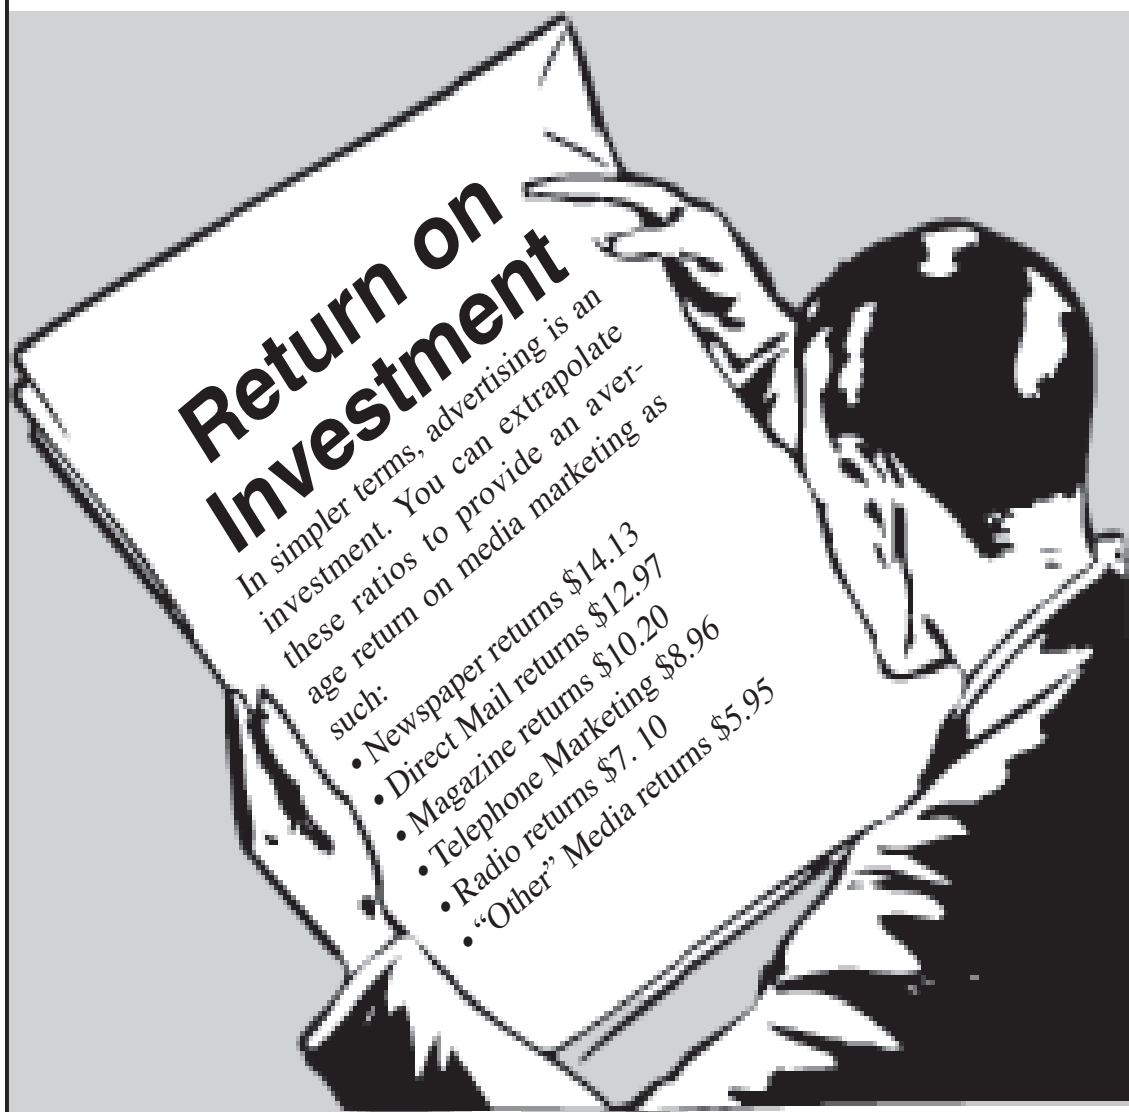 Return on
Investment
In simpler terms, advertising is an
investment. You can extrapolate
these ratios to provide an aver-
age return on media marketing as
such:
• Newspaper returns $14.13
• Direct Mail returns $12.97
• Magazine returns $10.20
• Telephone Marketing $8.96
• Radio returns $7. 10
• “Other” Media returns $5.95